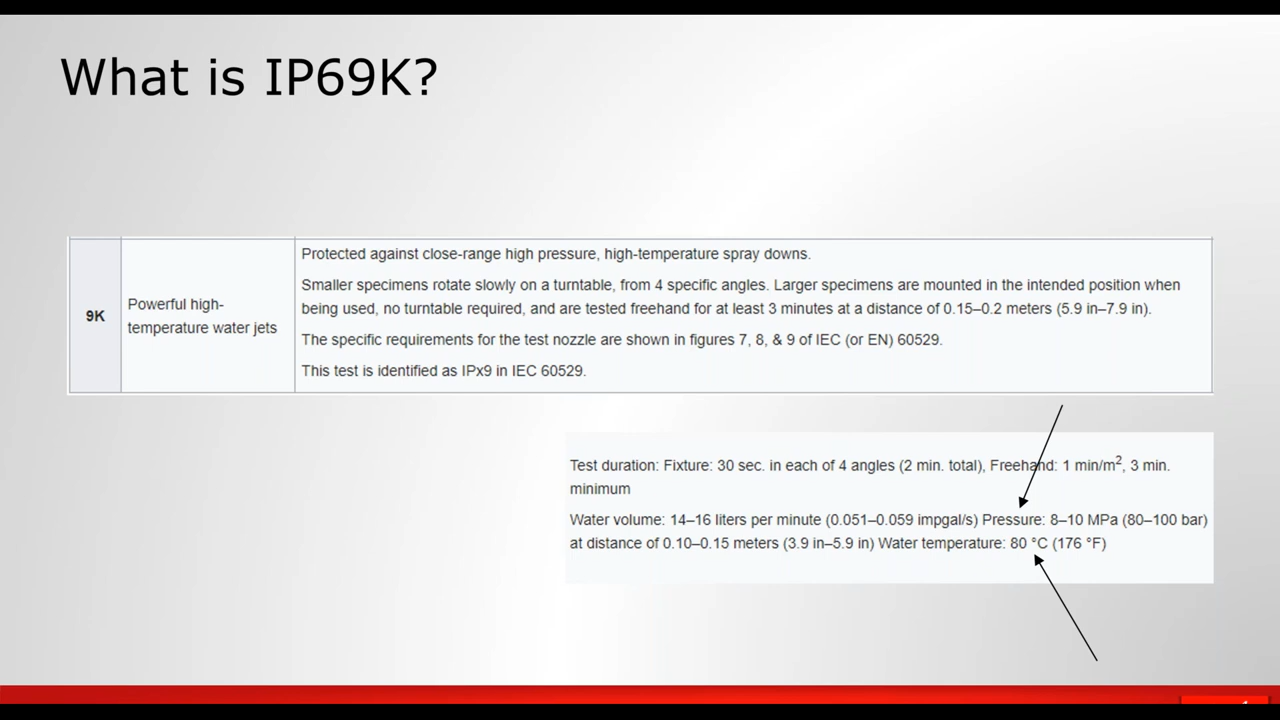 What is IP69K?
9K
Powerful high-
temperature water jets
Protected against close-range high pressure, high-temperature spray downs.
Smaller specimens rotate slowly on a turntable, from 4 specific angles. Larger specimens are mounted in the intended position when
being used, no turntable required, and are tested freehand for at least 3 minutes at a distance of 0.15–0.2 meters (5.9 in–7.9 in).
The specific requirements for the test nozzle are shown in figures 7, 8, & 9 of IEC (or EN) 60529.
This test is identified as IPx9 in IEC 60529.
Test duration: Fixture: 30 sec. in each of 4 angles (2 min. total), Freehand: 1 min/m², 3 min.
minimum
Water volume: 14–16 liters per minute (0.051–0.059 impgal/s) Pressure: 8–10 MPa (80–100 bar)
at distance of 0.10–0.15 meters (3.9 in–5.9 in) Water temperature: 80 °C (176 °F)